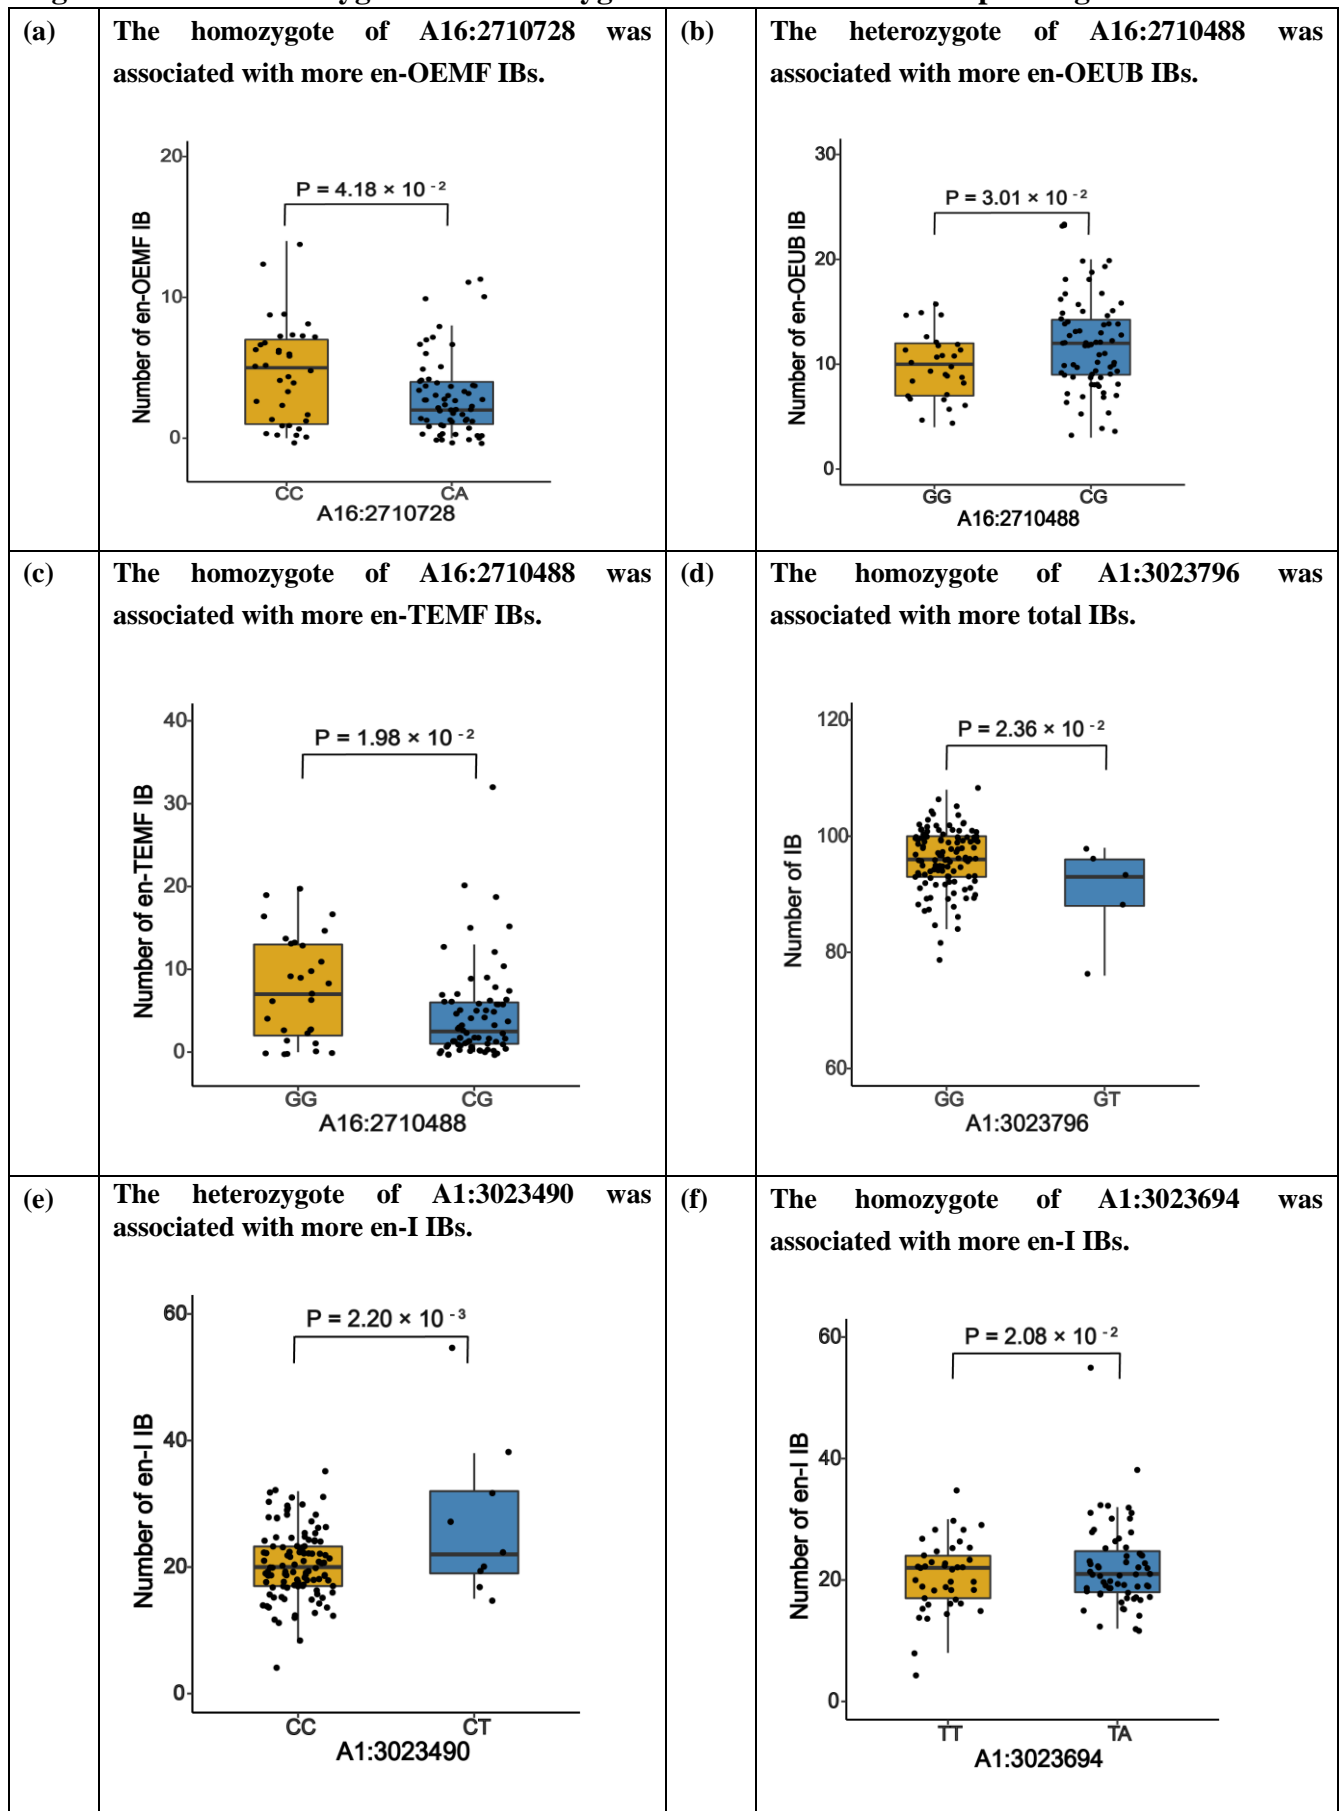 (a) The homozygote of A16:2710728 was
associated with more en-OEMF IBs.
20
10
0
Number of en-OEMF IB
P = 4.18 × 10 -2
CC CA
A16:2710728
(b) The heterozygote of A16:2710488 was
associated with more en-OEUB IBs.
30
20
10
0
Number of en-OEUB IB
P = 3.01 × 10 -2
GG CG
A16:2710488
(c) The homozygote of A16:2710488 was
associated with more en-TEMF IBs.
40
30
20
10
0
Number of en-TEMF IB
P = 1.98 × 10 -2
GG CG
A16:2710488
(d) The homozygote of A1:3023796 was
associated with more total IBs.
120
100
80
60
Number of IB
P = 2.36 × 10 -2
GG GT
A1:3023796
(e) The heterozygote of A1:3023490 was
associated with more en-I IBs.
60
40
20
0
Number of en-I IB
P = 2.20 × 10 -3
CC CT
A1:3023490
(f) The homozygote of A1:3023694 was
associated with more en-I IBs.
60
40
20
0
Number of en-I IB
P = 2.08 × 10 -2
TT TA
A1:3023694